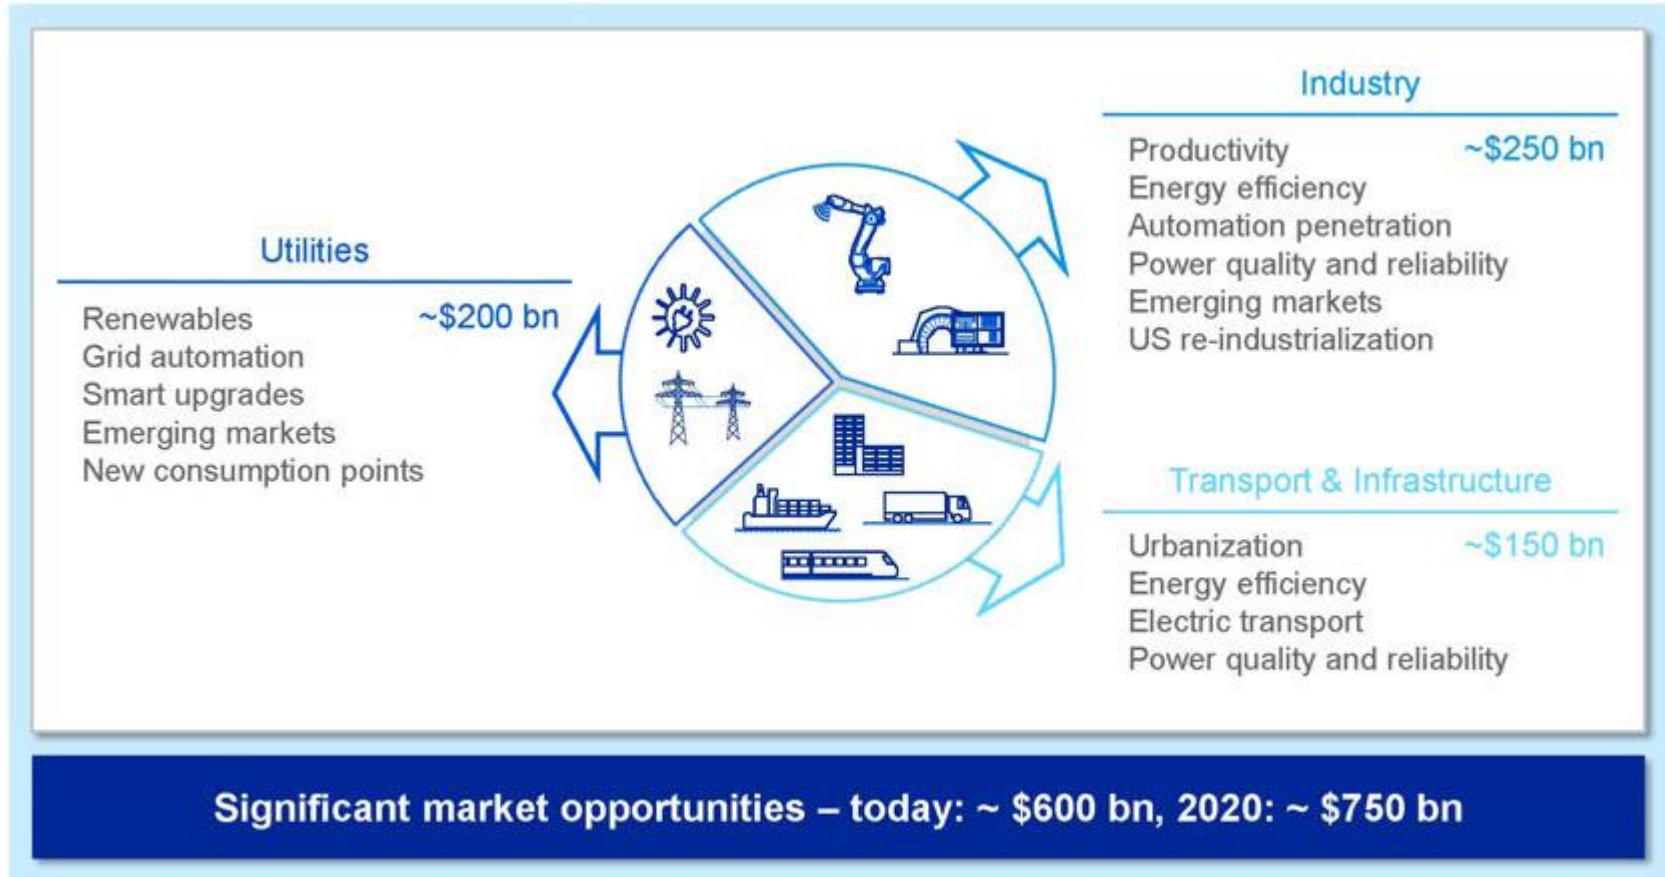 Industry
Productivity ~$250 bn
Energy efficiency
Automation penetration
Power quality and reliability
Emerging markets
US re-industrialization
Utilities
Renewables ~$200 bn
Grid automation
Smart upgrades
Emerging markets
New consumption points
Transport & Infrastructure
Urbanization ~$150 bn
Energy efficiency
Electric transport
Power quality and reliability
Significant market opportunities – today: ~ $600 bn, 2020: ~ $750 bn